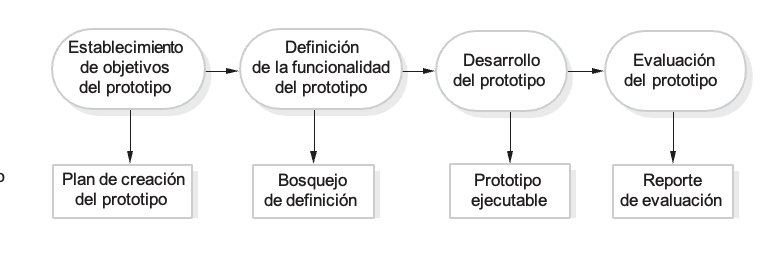 Establecimiento
de objetivos
del prototipo
Definición
de la funcionalidad
del prototipo
Desarrollo
del prototipo
Evaluación
del prototipo
Plan de creación
del prototipo
Bosquejo
de definición
Prototipo
ejecutable
Reporte
de evaluación